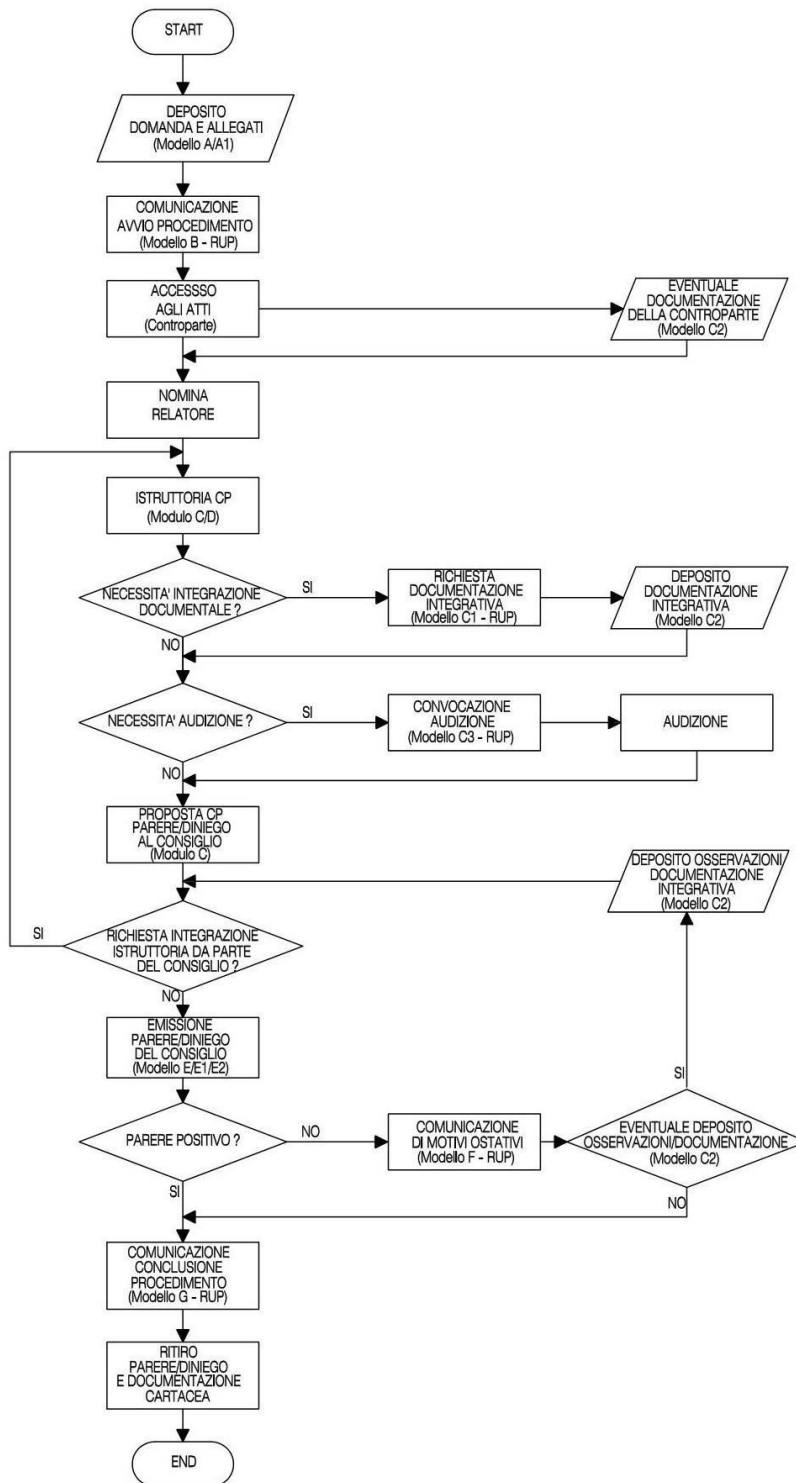 START
DEPOSITO
DOMANDA E ALLEGATI
(Modello A/A1)
COMUNICAZIONE
AVVIO PROCEDIMENTO
(Modello B - RUP)
ACCESSSO
AGLI ATTI
(Controparte)
EVENTUALE
DOCUMENTAZIONE
DELLA CONTROPARTE
(Modello C2)
NOMINA
RELATORE
ISTRUTTORIA CP
(Modulo C/D)
NECESSITA' INTEGRAZIONE
DOCUMENTALE ?
SI
RICHIESTA
DOCUMENTAZIONE
INTEGRATIVA
(Modello C1 - RUP)
DEPOSITO
DOCUMENTAZIONE
INTEGRATIVA
(Modello C2)
NO
NECESSITA' AUDIZIONE ?
SI
CONVOCAZIONE
AUDIZIONE
(Modello C3 - RUP)
AUDIZIONE
NO
PROPOSTA CP
PARERE/DINIEGO
AL CONSIGLIO
(Modulo C)
DEPOSITO OSSERVAZIONI
DOCUMENTAZIONE
INTEGRATIVA
(Modello C2)
SI
RICHIESTA INTEGRAZIONE
ISTRUTTORIA DA PARTE
DEL CONSIGLIO ?
NO
EMISSIONE
PARERE/DINIEGO
DEL CONSIGLIO
(Modello E/E1/E2)
SI
PARERE POSITIVO ?
NO
COMUNICAZIONE
DI MOTIVI OSTATIVI
(Modello F - RUP)
EVENTUALE DEPOSITO
OSSERVAZIONI/DOCUMENTAZIONE
(Modello C2)
SI
NO
COMUNICAZIONE
CONCLUSIONE
PROCEDIMENTO
(Modello G - RUP)
RITIRO
PARERE/DINIEGO
E DOCUMENTAZIONE
CARTACEA
END